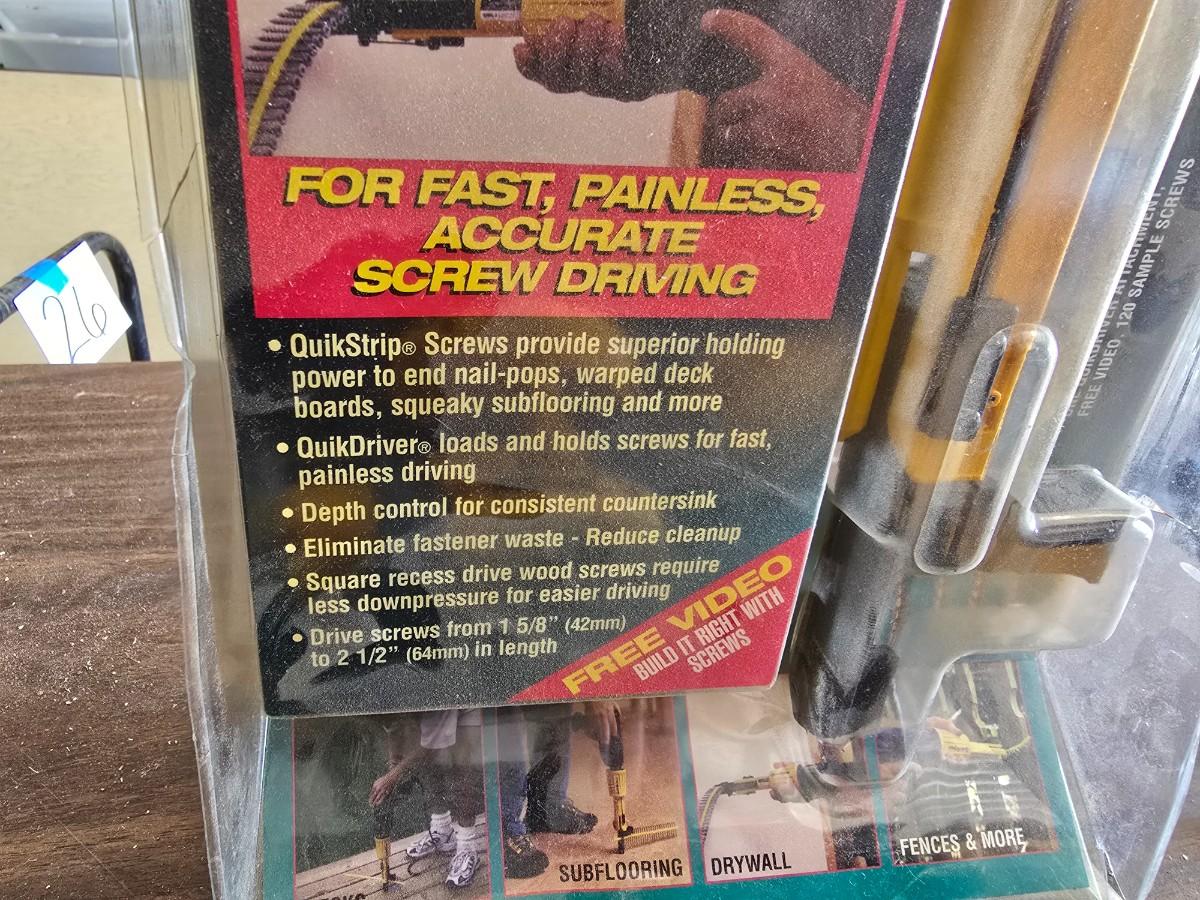 FOR FAST, PAINLESS,
ACCURATE
SCREW DRIVING
• QuikStrip® Screws provide superior holding
power to end nail-pops, warped deck
boards, squeaky subflooring and more
• QuikDriver® loads and holds screws for fast,
painless driving
• Depth control for consistent countersink
• Eliminate fastener waste - Reduce cleanup
• Square recess drive wood screws require
less downpressure for easier driving
• Drive screws from 1 5/8" (42mm)
to 2 1/2" (64mm) in length
FREE VIDEO
BUILD IT RIGHT WITH
SCREWS
SUBFLOORING
DRYWALL
FENCES & MORE
26
ATTACHMENT,
FREE VIDEO, 120 SAMPLE SCREWS